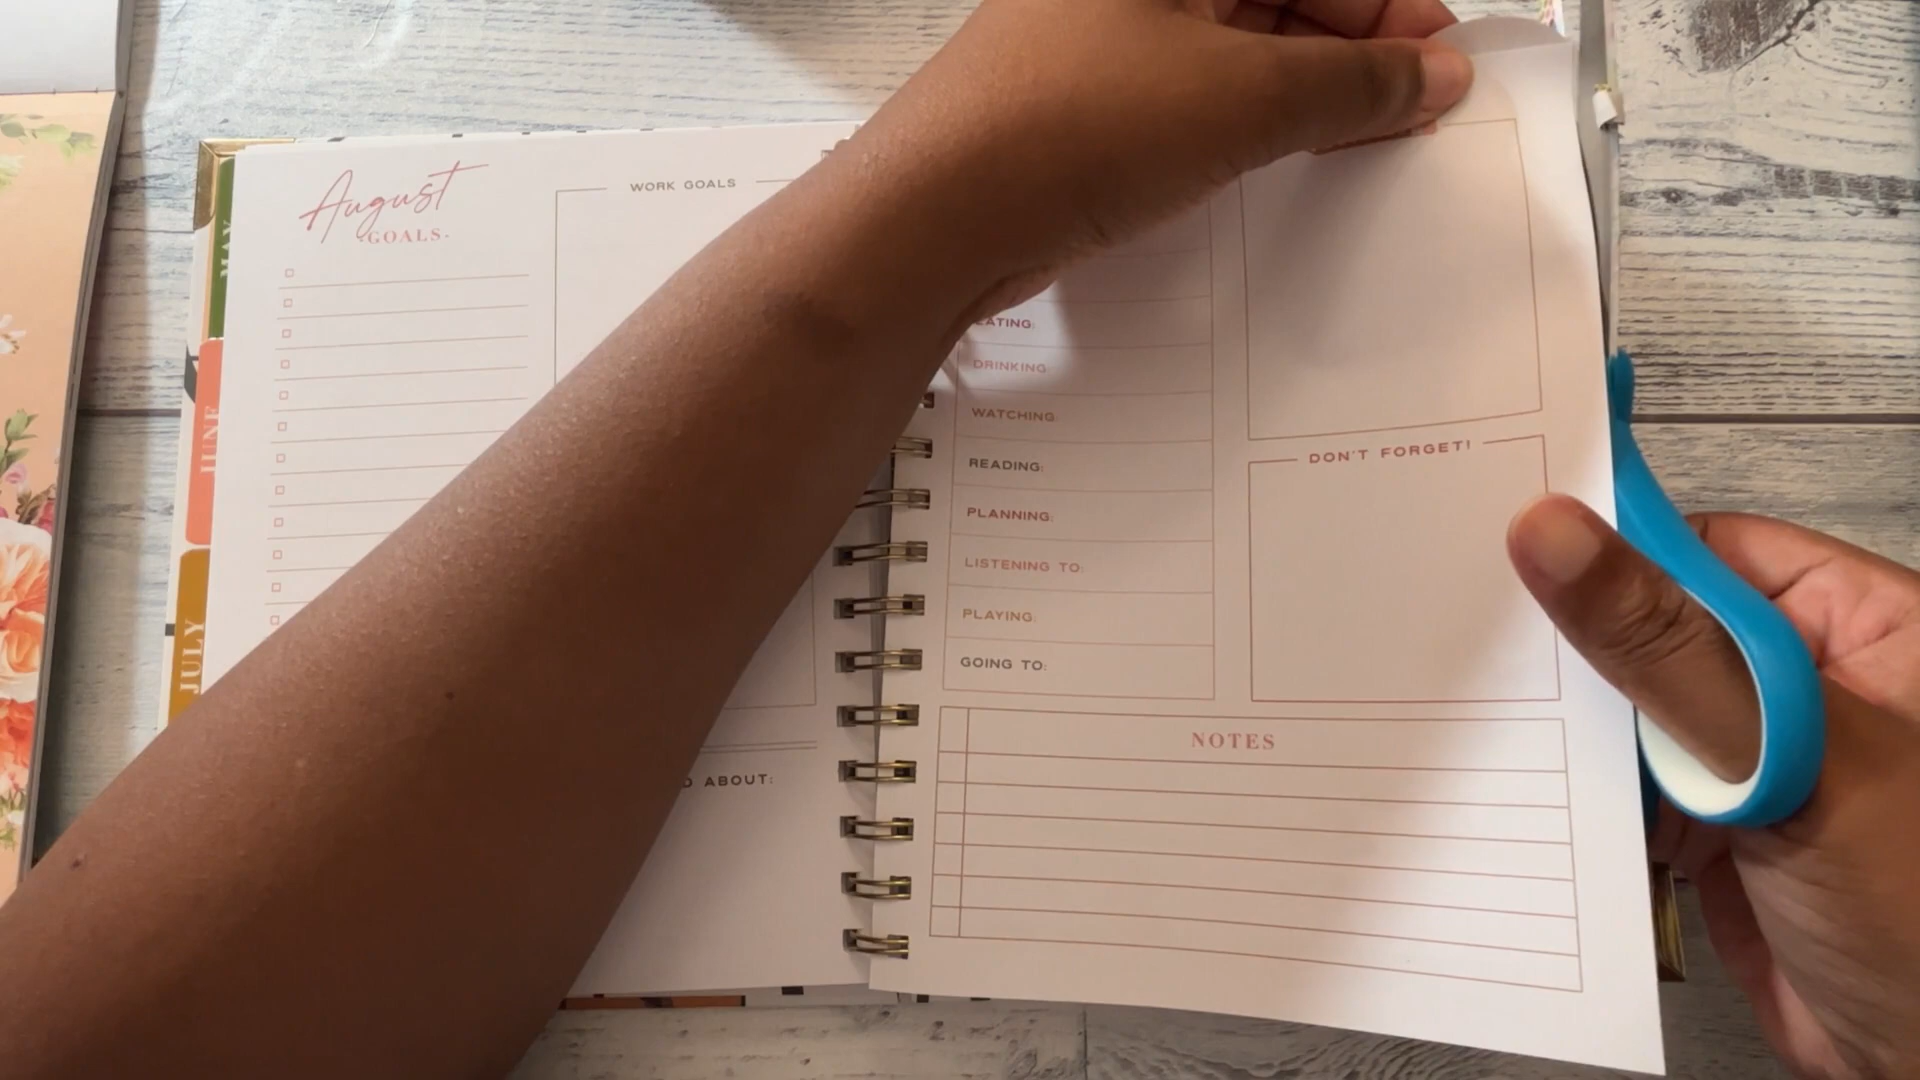 August
-GOALS-
WORK GOALS
MAY
JUNE
JULY
ABOUT:
DRINKING
WATCHING:
READING:
PLANNING:
LISTENING TO:
PLAYING:
GOING TO:
DON'T FORGET!
NOTES